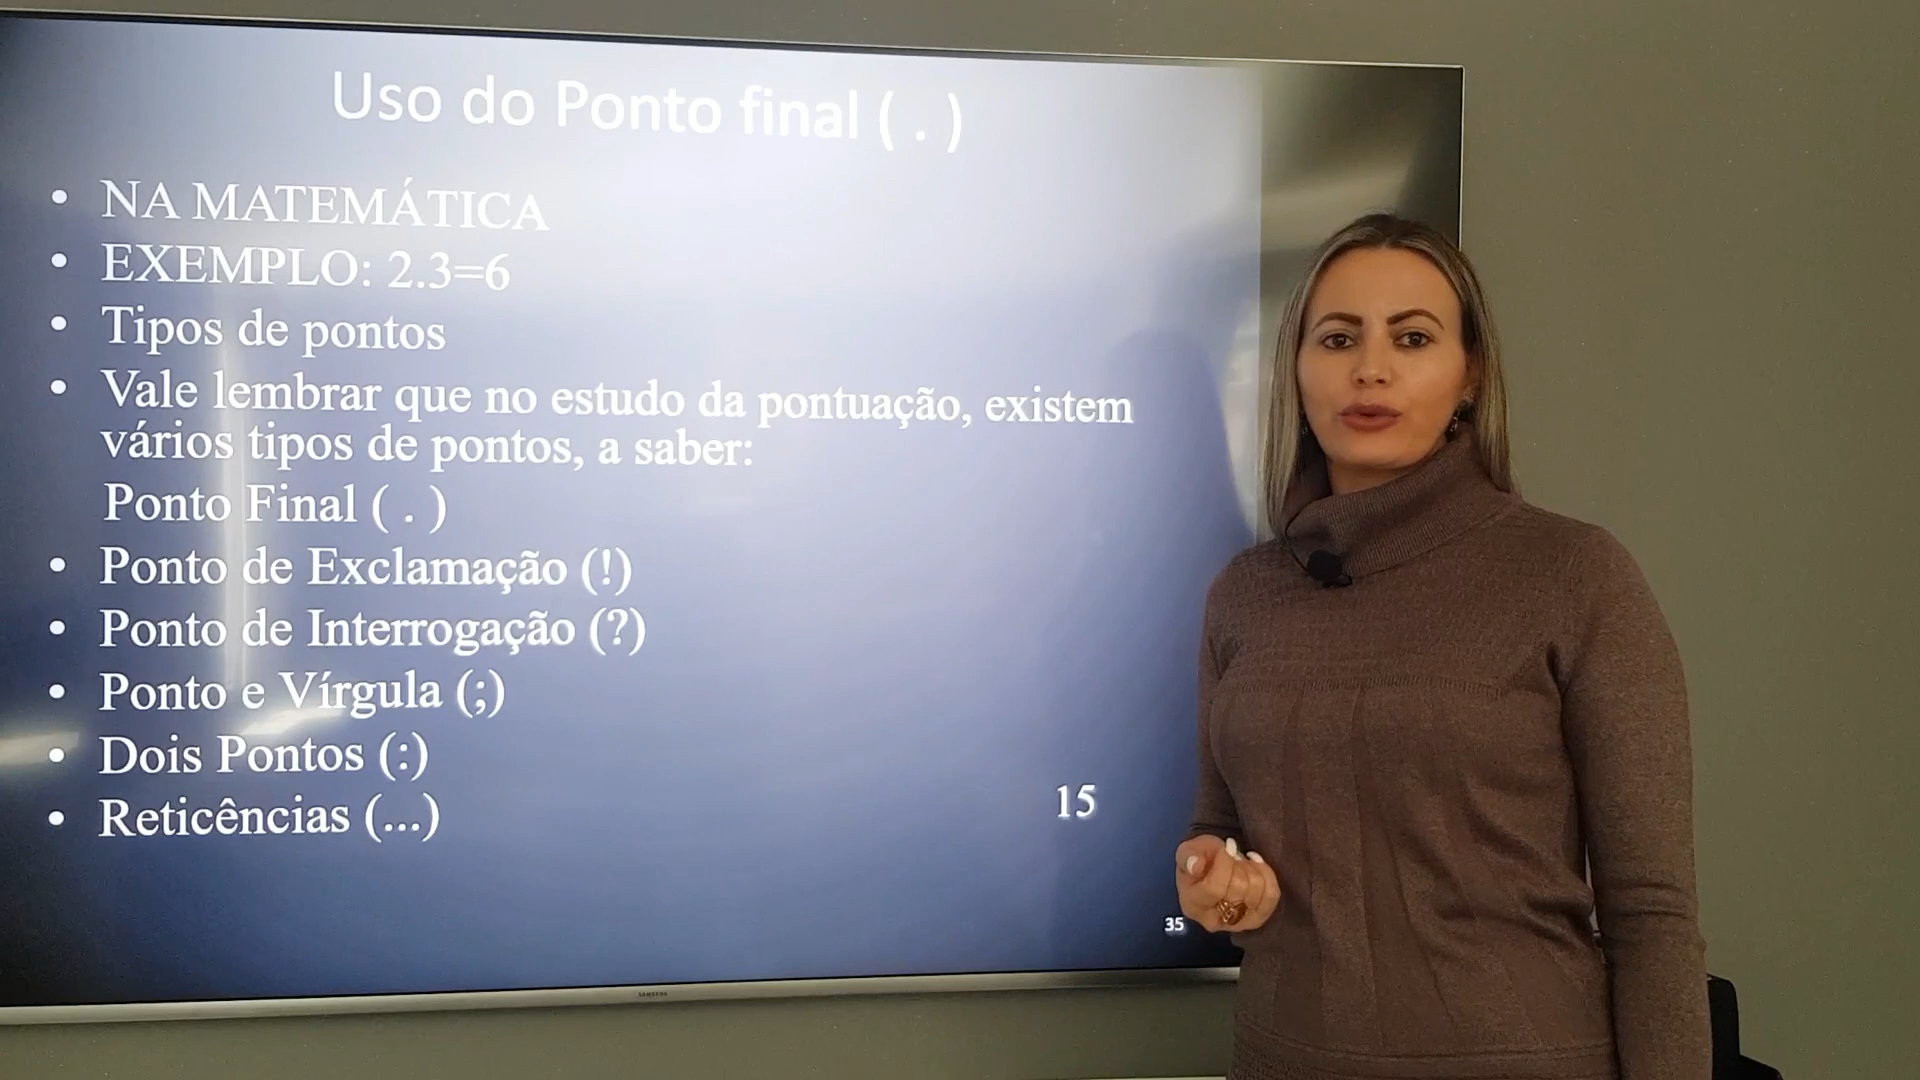 Uso do Ponto final ( . )
• NA MATEMÁTICA
• EXEMPLO: 2.3=6
• Tipos de pontos
• Vale lembrar que no estudo da pontuação, existem
vários tipos de pontos, a saber:
Ponto Final ( . )
• Ponto de Exclamação (!)
• Ponto de Interrogação (?)
• Ponto e Vírgula (;)
• Dois Pontos (:)
• Reticências (...)
15
35
SAMSUNG